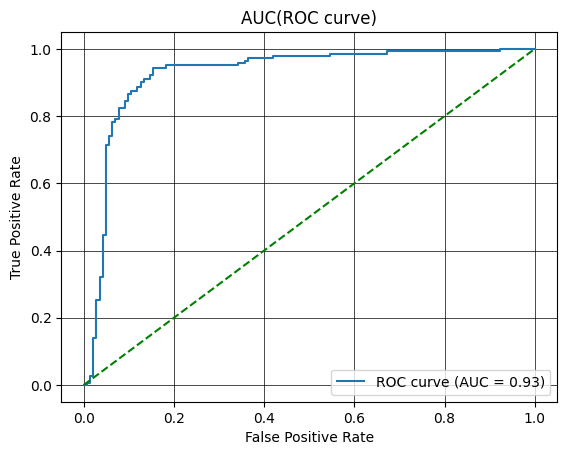 AUC(ROC curve)
1.0
0.8
0.6
0.4
0.2
0.0
True Positive Rate
0.0 0.2 0.4 0.6 0.8 1.0
False Positive Rate
ROC curve (AUC = 0.93)